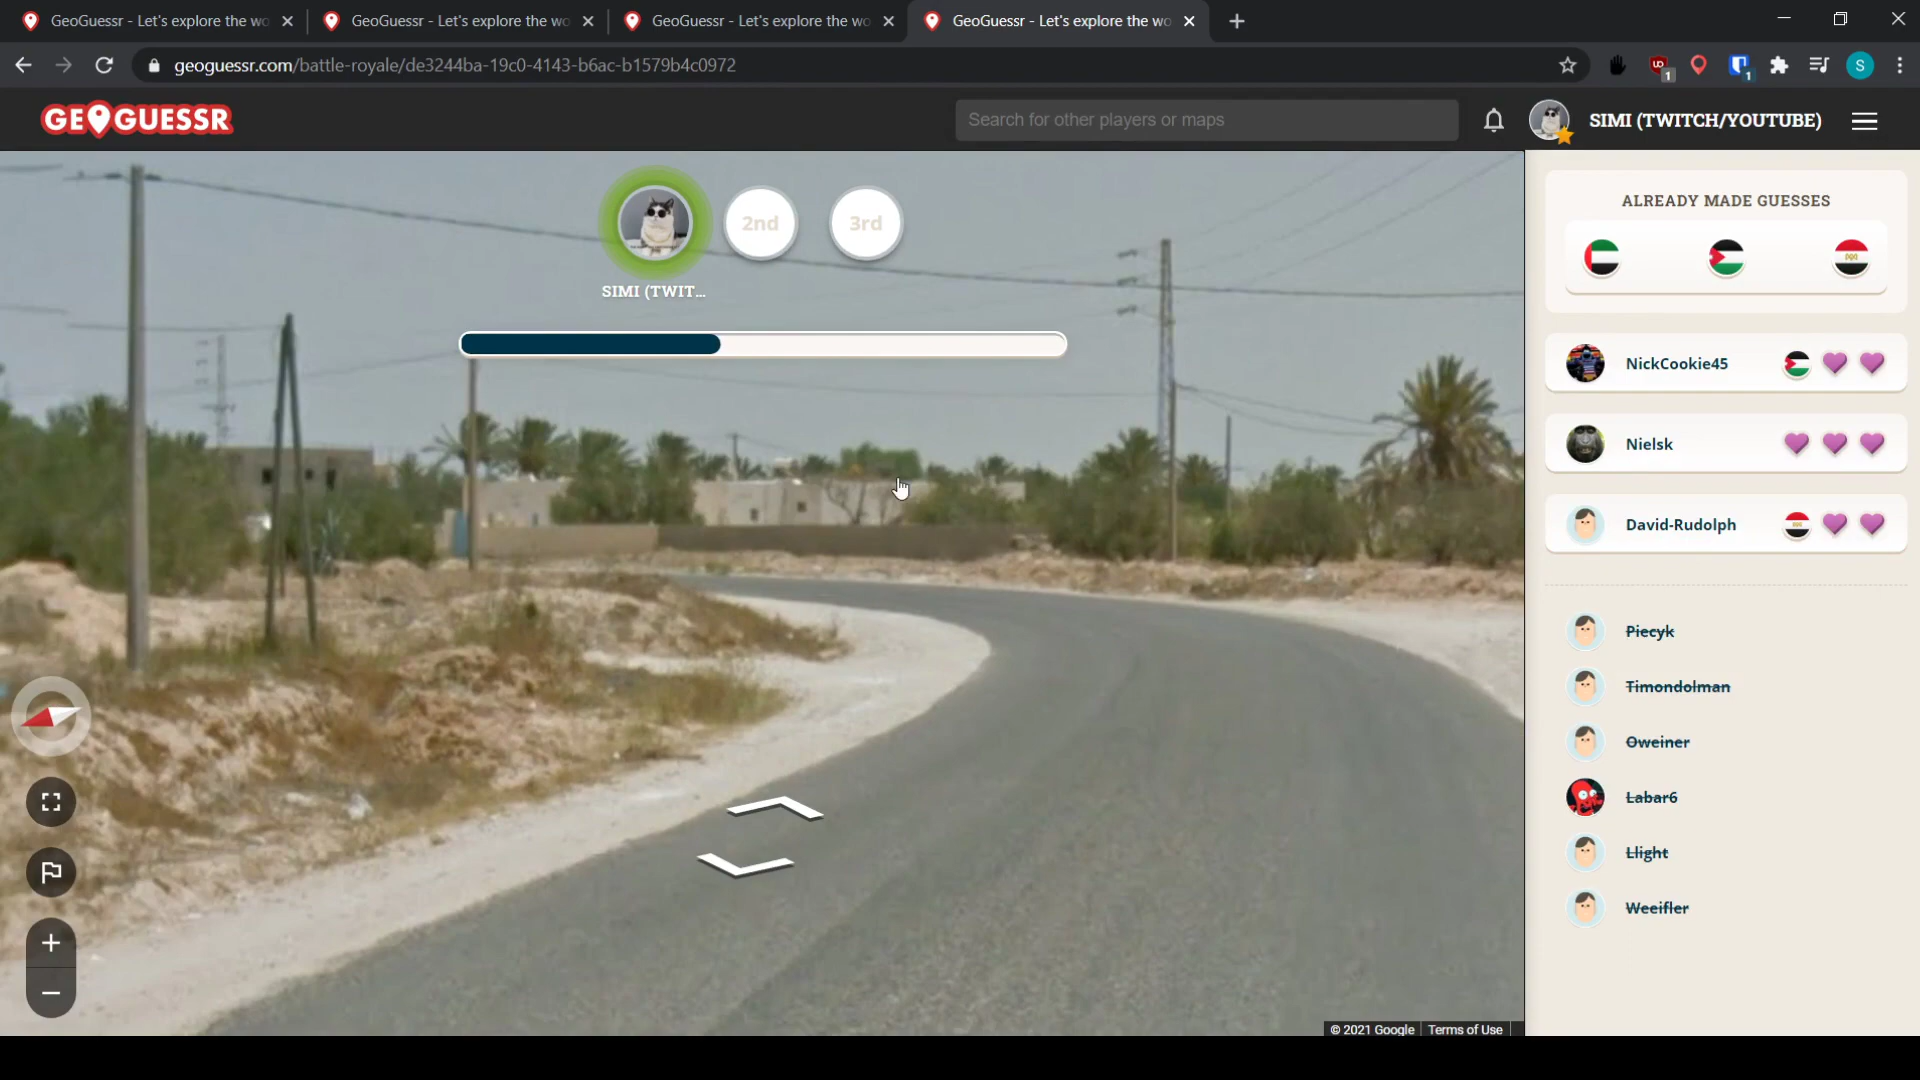 GeoGuessr - Let's explore the wo
GeoGuessr - Let's explore the wo
GeoGuessr - Let's explore the wo
GeoGuessr - Let's explore the wo
geoguessr.com/battle-royale/de3244ba-19c0-4143-b6ac-b1579b4c0972
1
1
S
GEOGUESSR
Search for other players or maps
SIMI (TWITCH/YOUTUBE)
2nd
3rd
SIMI (TWIT...
ALREADY MADE GUESSES
NickCookie45
Nielsk
David-Rudolph
Piecyk
Timondolman
Oweiner
Labar6
Llight
Weeifler
© 2021 Google
Terms of Use